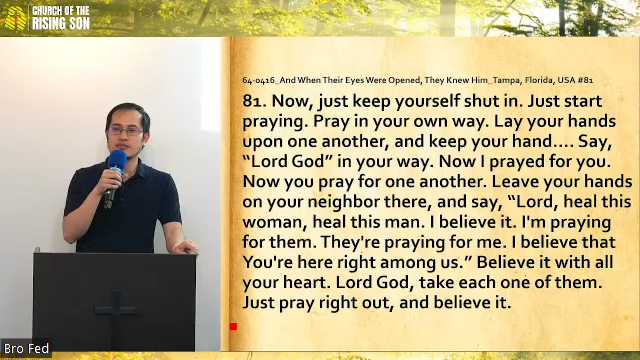 CHURCH OF THE
RISING SON
64-0416_And When Their Eyes Were Opened, They Knew Him_Tampa, Florida, USA #81
81. Now, just keep yourself shut in. Just start
praying. Pray in your own way. Lay your hands
upon one another, and keep your hand.... Say,
“Lord God” in your way. Now I prayed for you.
Now you pray for one another. Leave your hands
on your neighbor there, and say, “Lord, heal this
woman, heal this man. I believe it. I'm praying
for them. They're praying for me. I believe that
You're here right among us.” Believe it with all
your heart. Lord God, take each one of them.
Just pray right out, and believe it.
Bro Fed